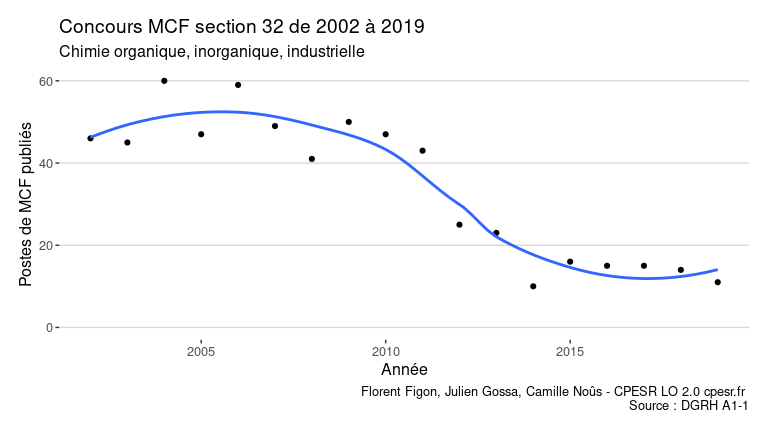 Concours MCF section 32 de 2002 à 2019
Chimie organique, inorganique, industrielle
Postes de MCF publiés
60
40
20
0
2005
2010
2015
Année
Florent Figon, Julien Gossa, Camille Noûs - CPESR LO 2.0 cpesr.fr
Source : DGRH A1-1